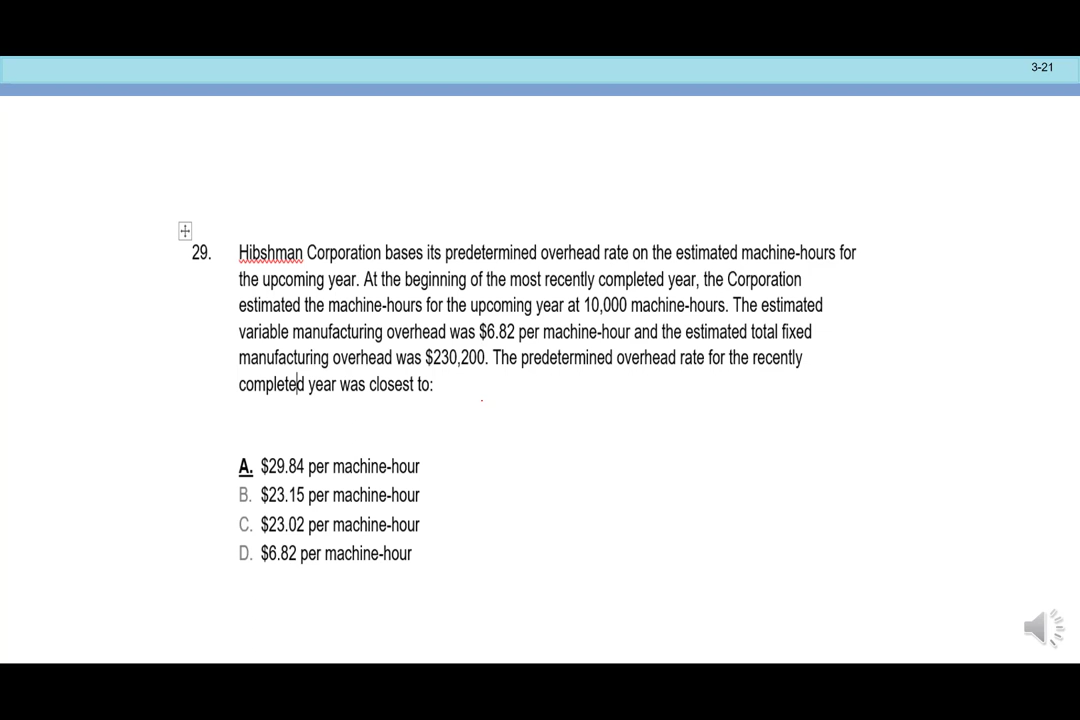 3-21
29. Hibshman Corporation bases its predetermined overhead rate on the estimated machine-hours for
the upcoming year. At the beginning of the most recently completed year, the Corporation
estimated the machine-hours for the upcoming year at 10,000 machine-hours. The estimated
variable manufacturing overhead was $6.82 per machine-hour and the estimated total fixed
manufacturing overhead was $230,200. The predetermined overhead rate for the recently
completed year was closest to:
A. $29.84 per machine-hour
B. $23.15 per machine-hour
C. $23.02 per machine-hour
D. $6.82 per machine-hour